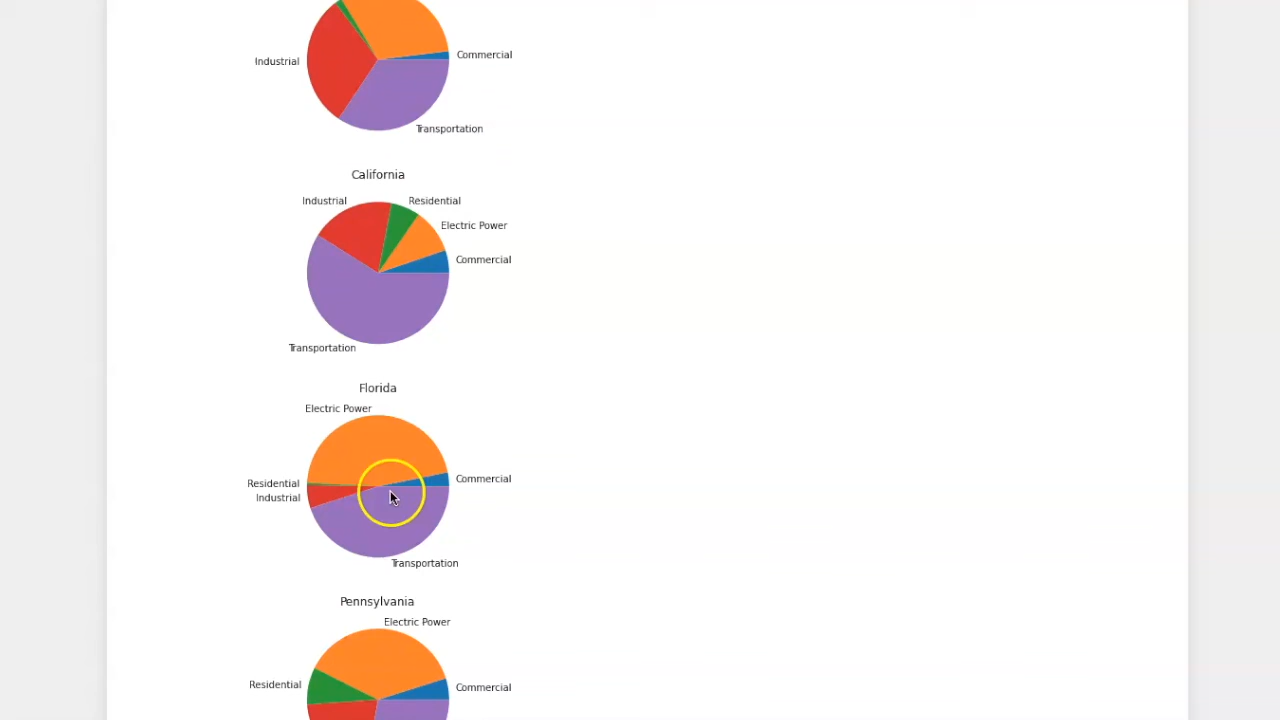 Commercial
Industrial
Transportation
California
Industrial
Residential
Electric Power
Commercial
Transportation
Florida
Electric Power
Commercial
Residential
Industrial
Transportation
Pennsylvania
Electric Power
Residential
Commercial